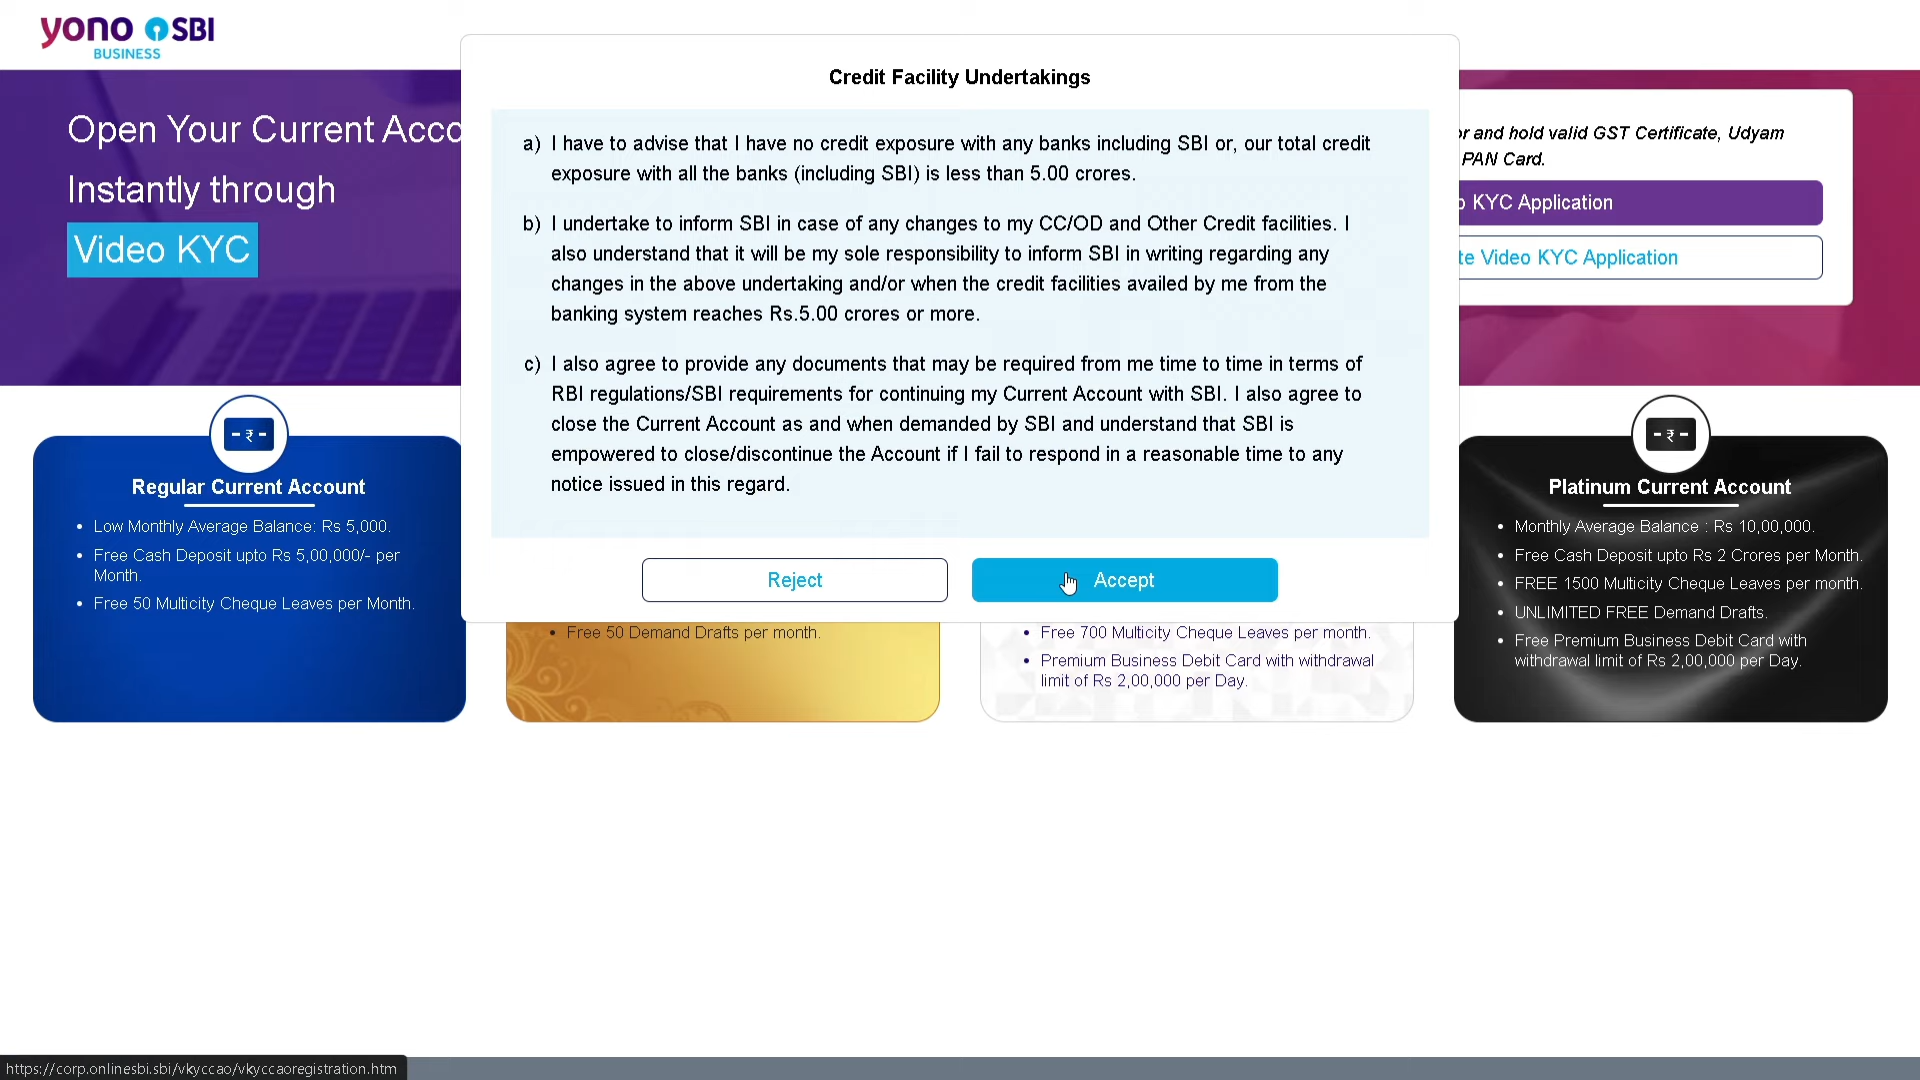 yono SBI
BUSINESS
Open Your Current Acco
Instantly through
Video KYC
Credit Facility Undertakings
a) I have to advise that I have no credit exposure with any banks including SBI or, our total credit
exposure with all the banks (including SBI) is less than 5.00 crores.
b) I undertake to inform SBI in case of any changes to my CC/OD and Other Credit facilities. I
also understand that it will be my sole responsibility to inform SBI in writing regarding any
changes in the above undertaking and/or when the credit facilities availed by me from the
banking system reaches Rs.5.00 crores or more.
c) I also agree to provide any documents that may be required from me time to time in terms of
RBI regulations/SBI requirements for continuing my Current Account with SBI. I also agree to
close the Current Account as and when demanded by SBI and understand that SBI is
empowered to close/discontinue the Account if I fail to respond in a reasonable time to any
notice issued in this regard.
Reject
Accept
or and hold valid GST Certificate, Udyam
PAN Card.
o KYC Application
te Video KYC Application
- ₹ -
Regular Current Account
• Low Monthly Average Balance: Rs 5,000.
• Free Cash Deposit upto Rs 5,00,000/- per
Month.
• Free 50 Multicity Cheque Leaves per Month.
• Free 50 Demand Drafts per month.
• Free 700 Multicity Cheque Leaves per month.
• Premium Business Debit Card with withdrawal
limit of Rs 2,00,000 per Day.
- ₹ -
Platinum Current Account
• Monthly Average Balance : Rs 10,00,000.
• Free Cash Deposit upto Rs 2 Crores per Month.
• FREE 1500 Multicity Cheque Leaves per month.
• UNLIMITED FREE Demand Drafts.
• Free Premium Business Debit Card with
withdrawal limit of Rs 2,00,000 per Day.
https://corp.onlinesbi.sbi/vkyccao/vkyccaoregistration.htm